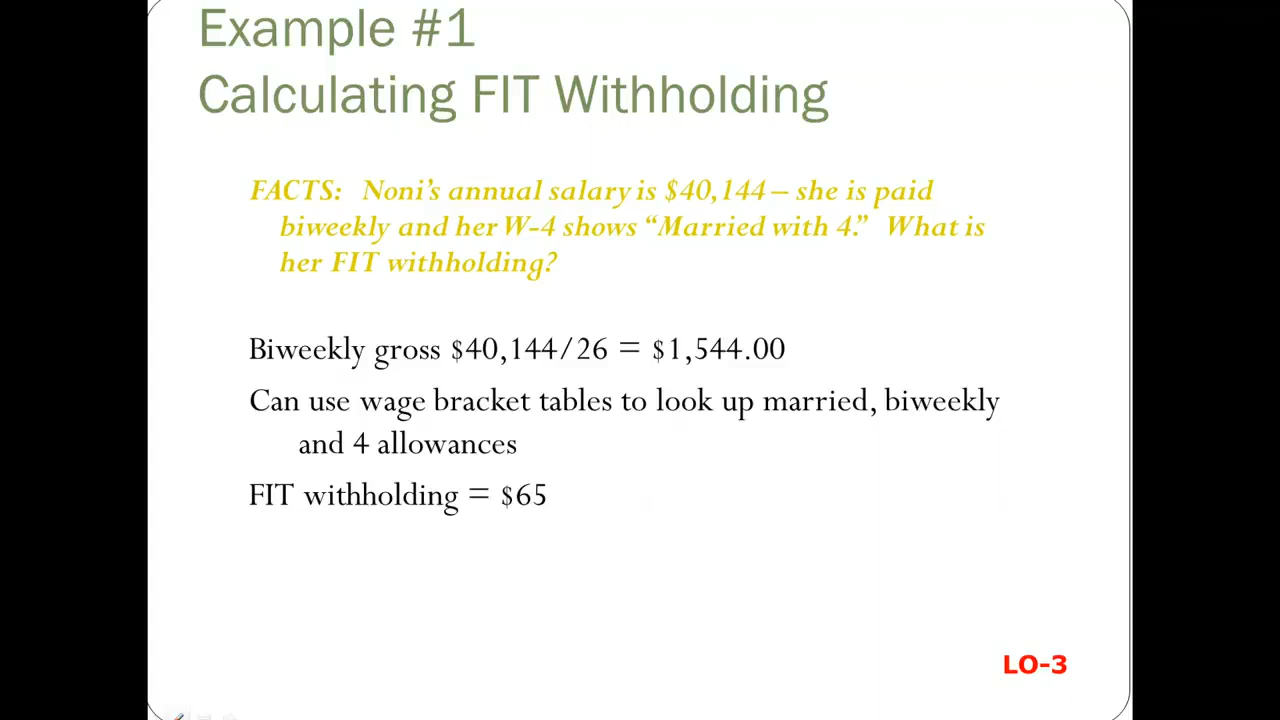 Example #1
Calculating FIT Withholding
FACTS: Noni's annual salary is $40,144 – she is paid
biweekly and her W-4 shows “Married with 4.” What is
her FIT withholding?
Biweekly gross $40,144/26 = $1,544.00
Can use wage bracket tables to look up married, biweekly
and 4 allowances
FIT withholding = $65
LO-3